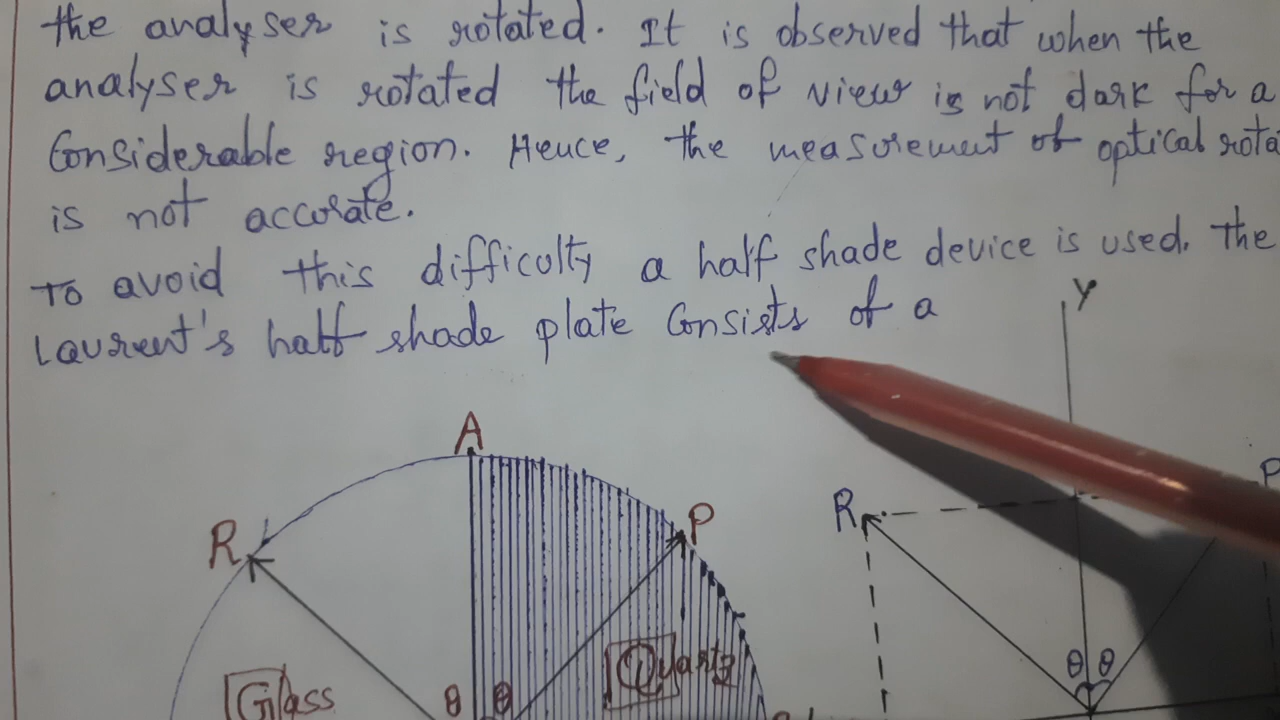 the analyser is rotated. It is observed that when the
analyser is rotated the field of view is not dark for a
Considerable region. Hence, the measurement of optical rota
is not accurate.
To avoid this difficulty a half shade device is used. The
Laurent's half shade plate Consists of a
Y
A
R
P
R
P
Quartz
θ θ
Glass
θ θ